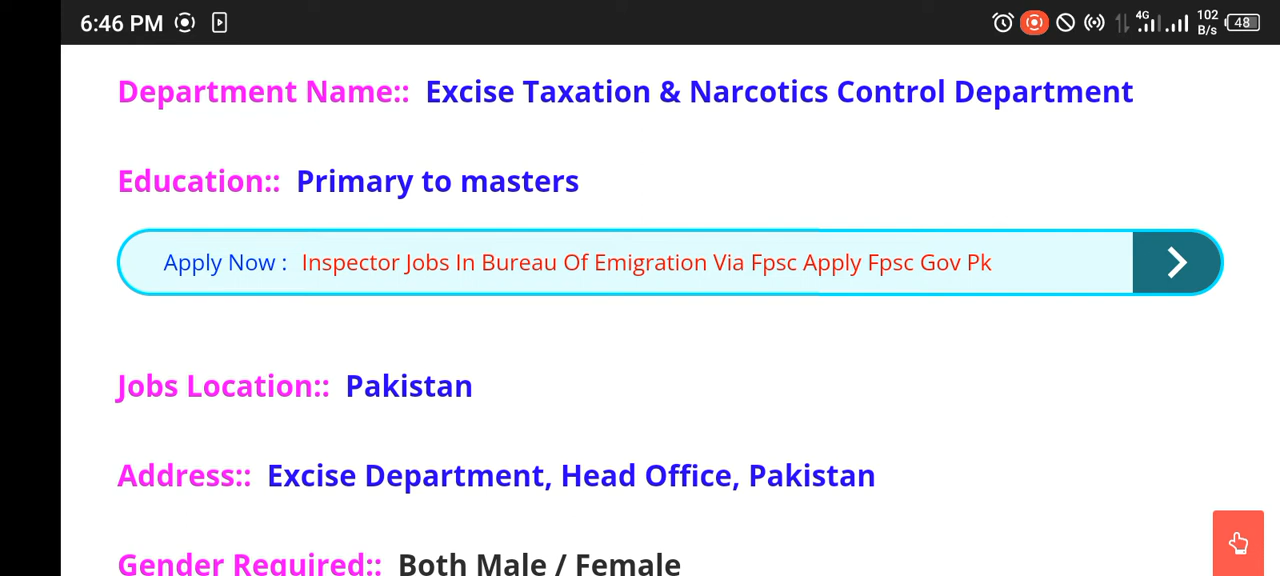 6:46 PM 4G 102 B/s 48
Department Name:: Excise Taxation & Narcotics Control Department
Education:: Primary to masters
Apply Now : Inspector Jobs In Bureau Of Emigration Via Fpsc Apply Fpsc Gov Pk
Jobs Location:: Pakistan
Address:: Excise Department, Head Office, Pakistan
Gender Required:: Both Male / Female